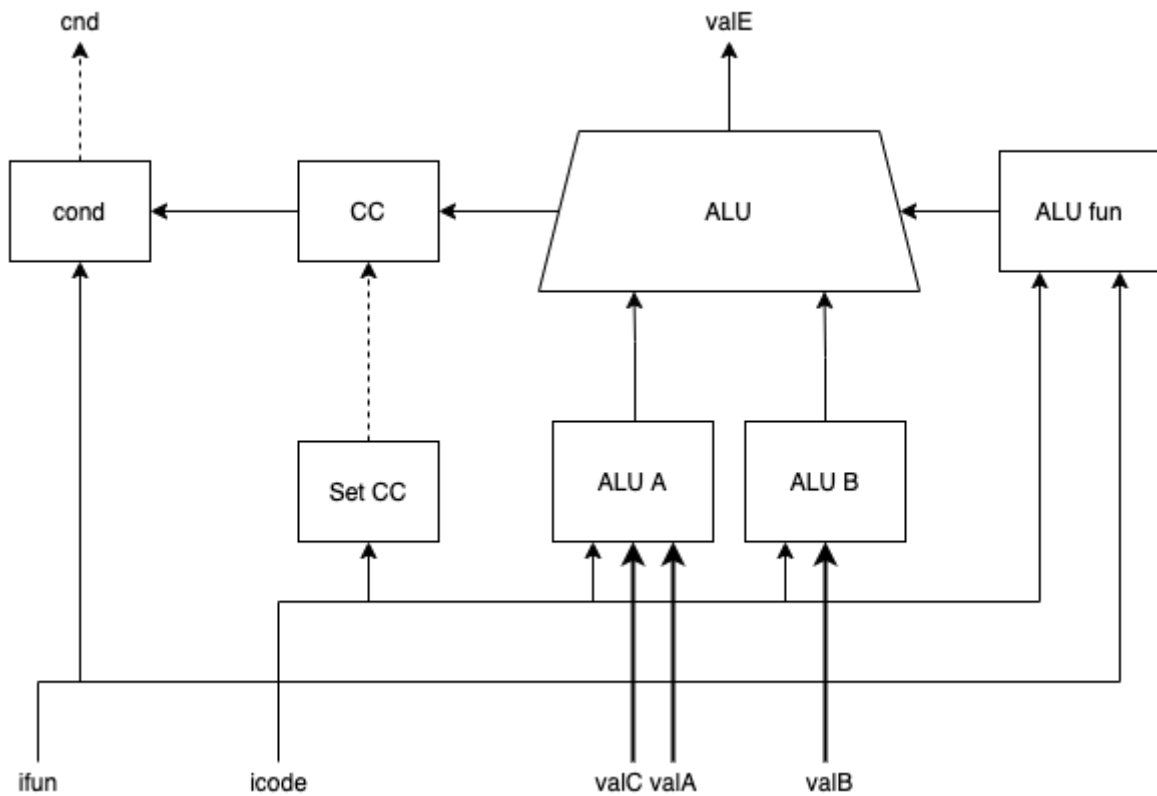 cnd
valE
cond
CC
ALU
ALU fun
Set CC
ALU A
ALU B
ifun
icode
valC valA
valB